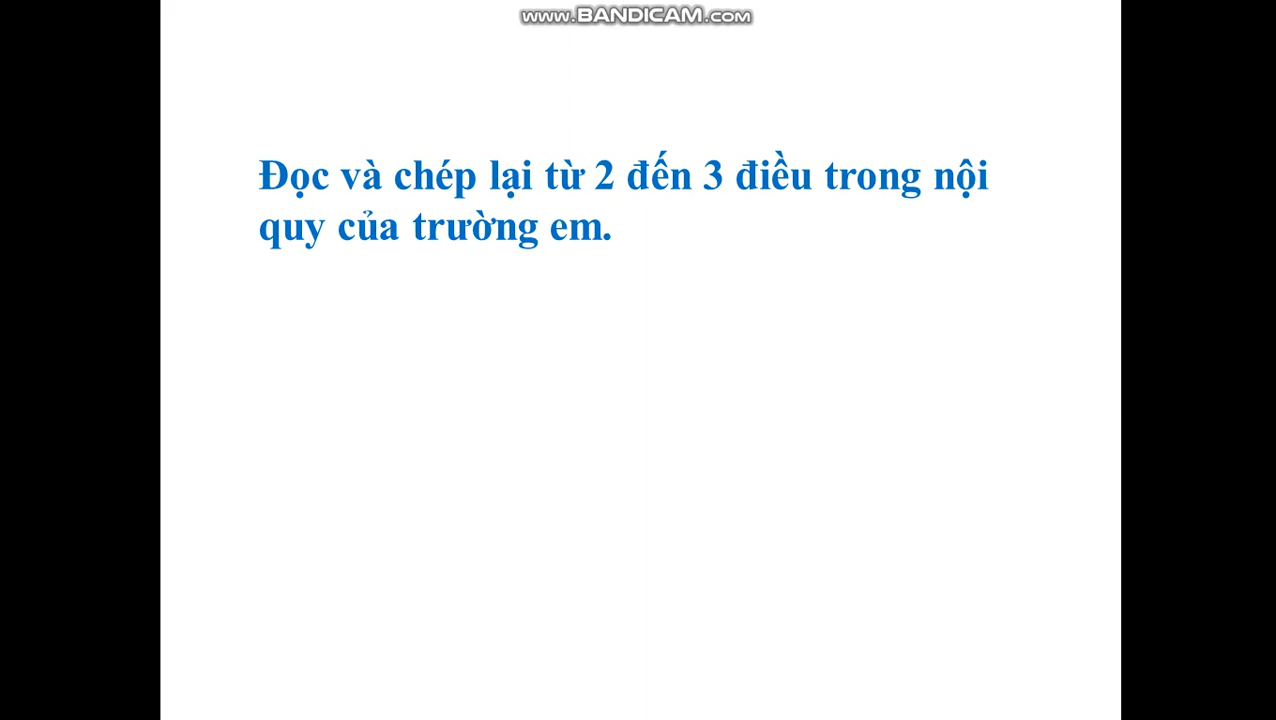 www.BANDICAM.com
Đọc và chép lại từ 2 đến 3 điều trong nội
quy của trường em.